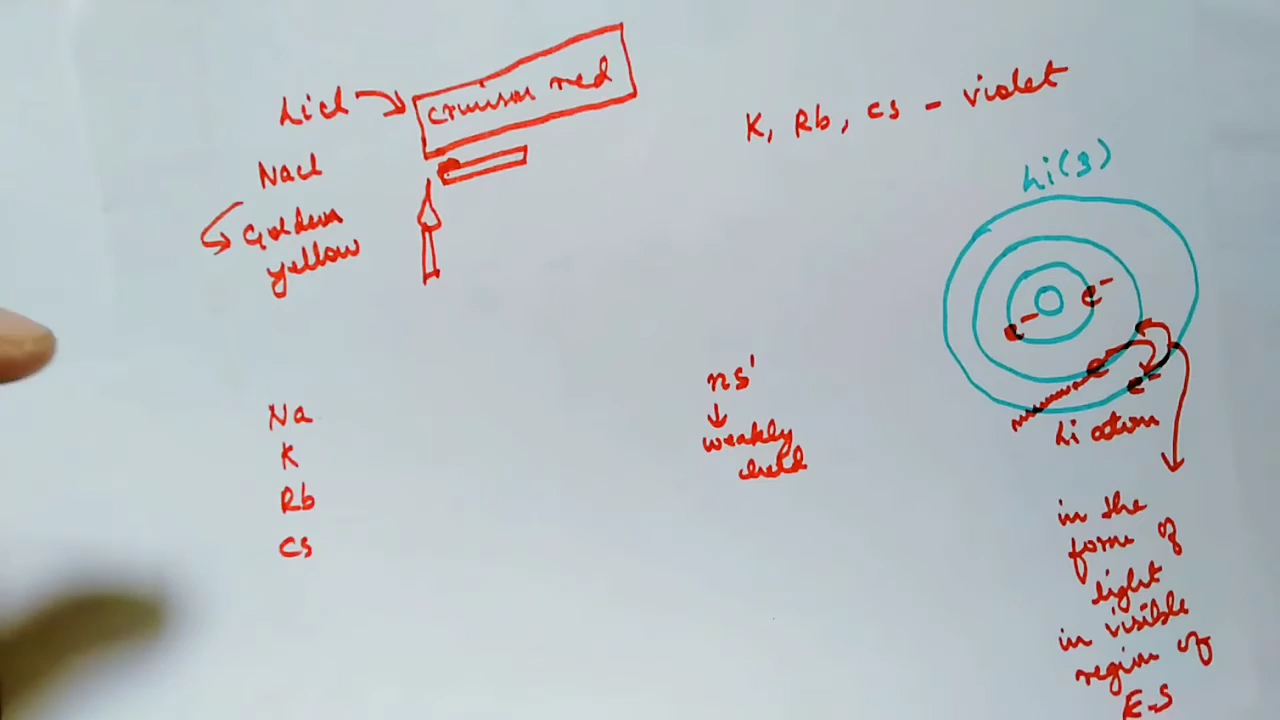 LiCl
crimson red
NaCl
Golden
yellow
K, Rb, Cs - violet
Li(3)
e-
e-
e-
e-
Li atom
ns¹
weakly
held
Na
K
Rb
Cs
in the
form of
light
in visible
region of
E.S